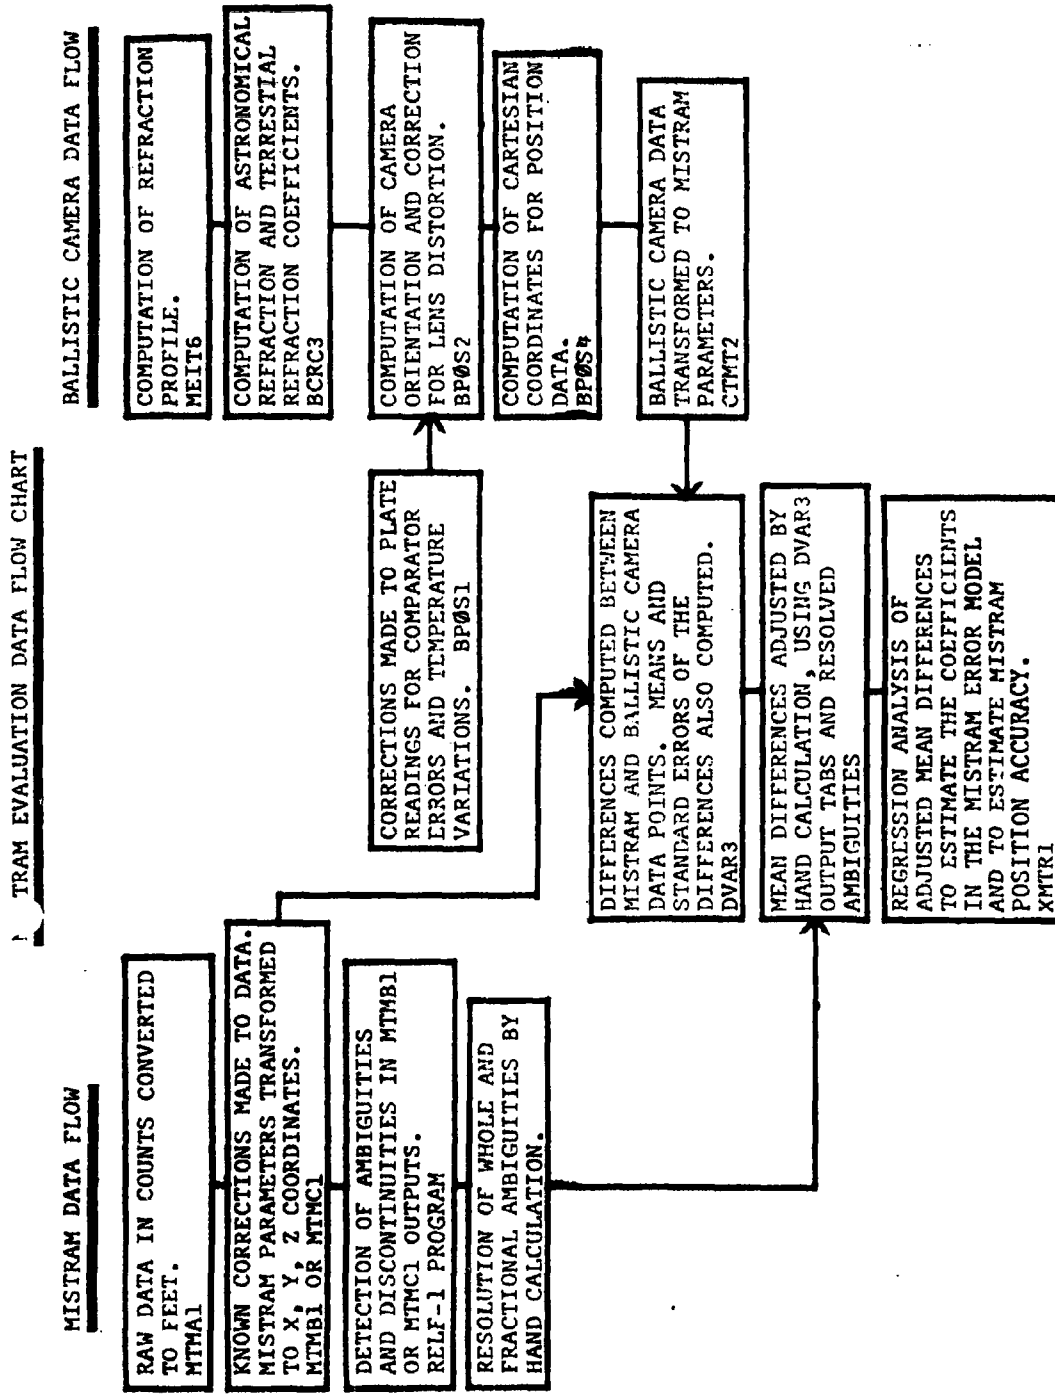 TRAM EVALUATION DATA FLOW CHART
MISTRAM DATA FLOW
RAW DATA IN COUNTS CONVERTED
TO FEET.
MTMA1
KNOWN CORRECTIONS MADE TO DATA.
MISTRAM PARAMETERS TRANSFORMED
TO X, Y, Z COORDINATES.
MTMB1 OR MTMC1
DETECTION OF AMBIGUITIES
AND DISCONTINUITIES IN MTMB1
OR MTMC1 OUTPUTS.
RELF-1 PROGRAM
RESOLUTION OF WHOLE AND
FRACTIONAL AMBIGUITIES BY
HAND CALCULATION.
BALLISTIC CAMERA DATA FLOW
COMPUTATION OF REFRACTION
PROFILE.
MEIT6
COMPUTATION OF ASTRONOMICAL
REFRACTION AND TERRESTIAL
REFRACTION COEFFICIENTS.
BCRC3
CORRECTIONS MADE TO PLATE
READINGS FOR COMPARATOR
ERRORS AND TEMPERATURE
VARIATIONS. BPØS1
COMPUTATION OF CAMERA
ORIENTATION AND CORRECTION
FOR LENS DISTORTION.
BPØS2
COMPUTATION OF CARTESIAN
COORDINATES FOR POSITION
DATA.
BPØS4
BALLISTIC CAMERA DATA
TRANSFORMED TO MISTRAM
PARAMETERS.
CTMT2
DIFFERENCES COMPUTED BETWEEN
MISTRAM AND BALLISTIC CAMERA
DATA POINTS. MEANS AND
STANDARD ERRORS OF THE
DIFFERENCES ALSO COMPUTED.
DVAR3
MEAN DIFFERENCES ADJUSTED BY
HAND CALCULATION, USING DVAR3
OUTPUT TABS AND RESOLVED
AMBIGUITIES
REGRESSION ANALYSIS OF
ADJUSTED MEAN DIFFERENCES
TO ESTIMATE THE COEFFICIENTS
IN THE MISTRAM ERROR MODEL
AND TO ESTIMATE MISTRAM
POSITION ACCURACY.
XMTR1